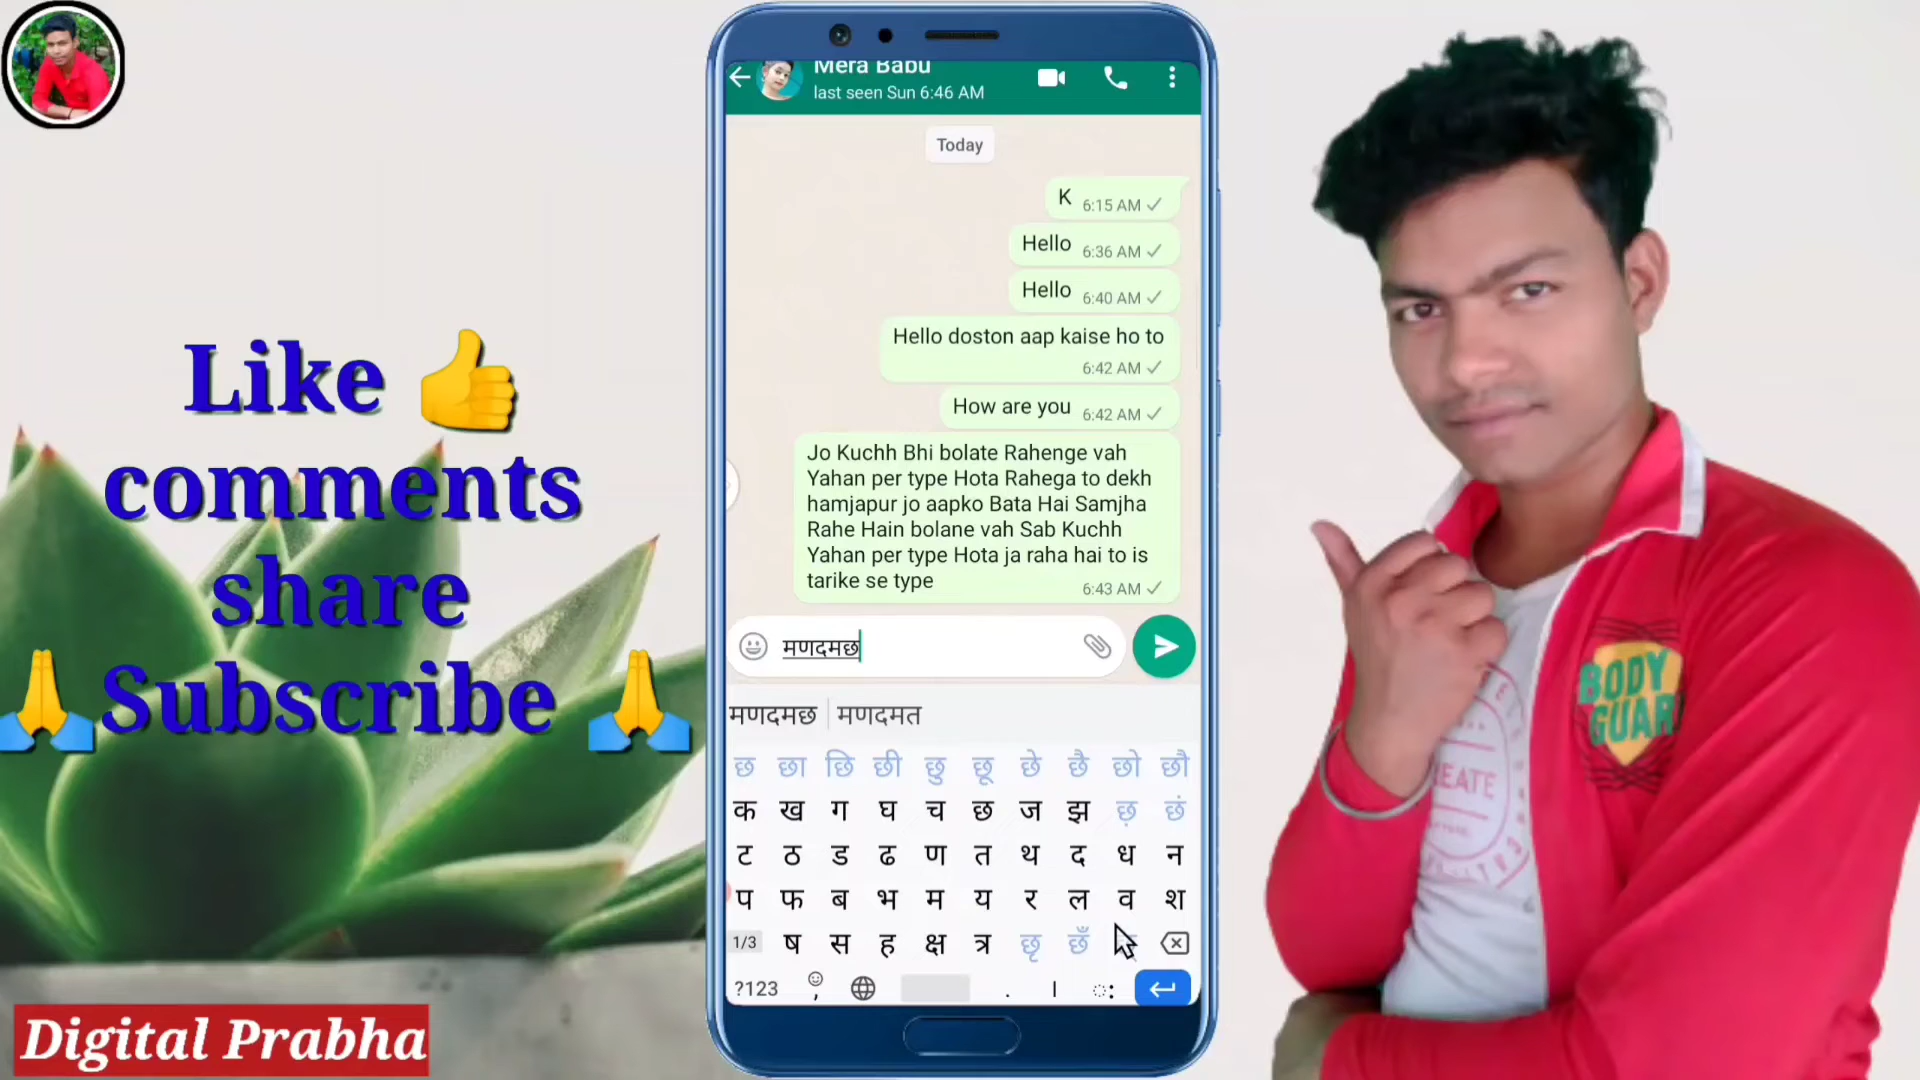 Like 👍
comments
share
🙏Subscribe 🙏
Digital Prabha
Mera Babu
last seen Sun 6:46 AM
Today
K 6:15 AM
Hello 6:36 AM
Hello 6:40 AM
Hello doston aap kaise ho to
6:42 AM
How are you 6:42 AM
Jo Kuchh Bhi bolate Rahenge vah
Yahan per type Hota Rahega to dekh
hamjapur jo aapko Bata Hai Samjha
Rahe Hain bolane vah Sab Kuchh
Yahan per type Hota ja raha hai to is
tarike se type 6:43 AM
मणदमछ
मणदमछ मणदमत
छ छा छि छी छु छू छे छै छो छौ
क ख ग घ च छ ज झ छ़ छं
ट ठ ड ढ ण त थ द ध न
प फ ब भ म य र ल व श
1/3 ष स ह क्ष त्र छृ छँ
?123 , . । ः
BODY
GUAR